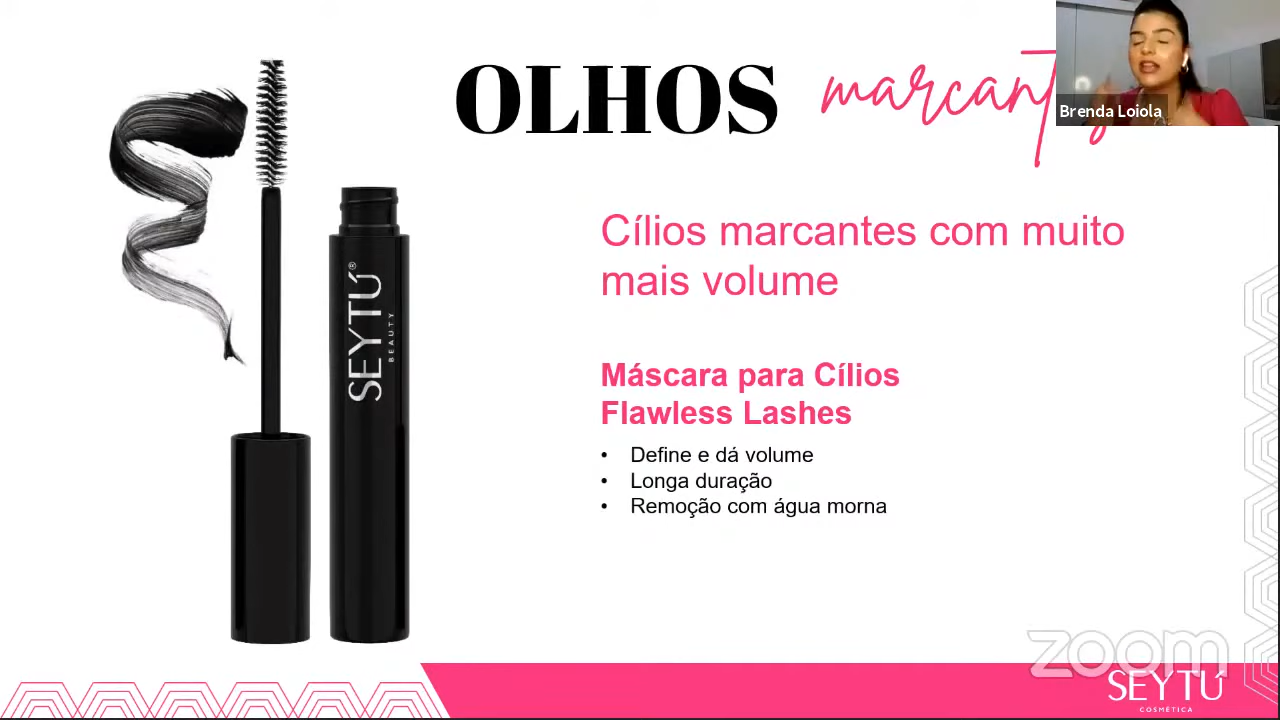 OLHOS marcantes
Brenda Loiola
Cílios marcantes com muito
mais volume
SEYTÚ®
BEAUTY
Máscara para Cílios
Flawless Lashes
• Define e dá volume
• Longa duração
• Remoção com água morna
zoom
SEYTÚ
COSMÉTICA